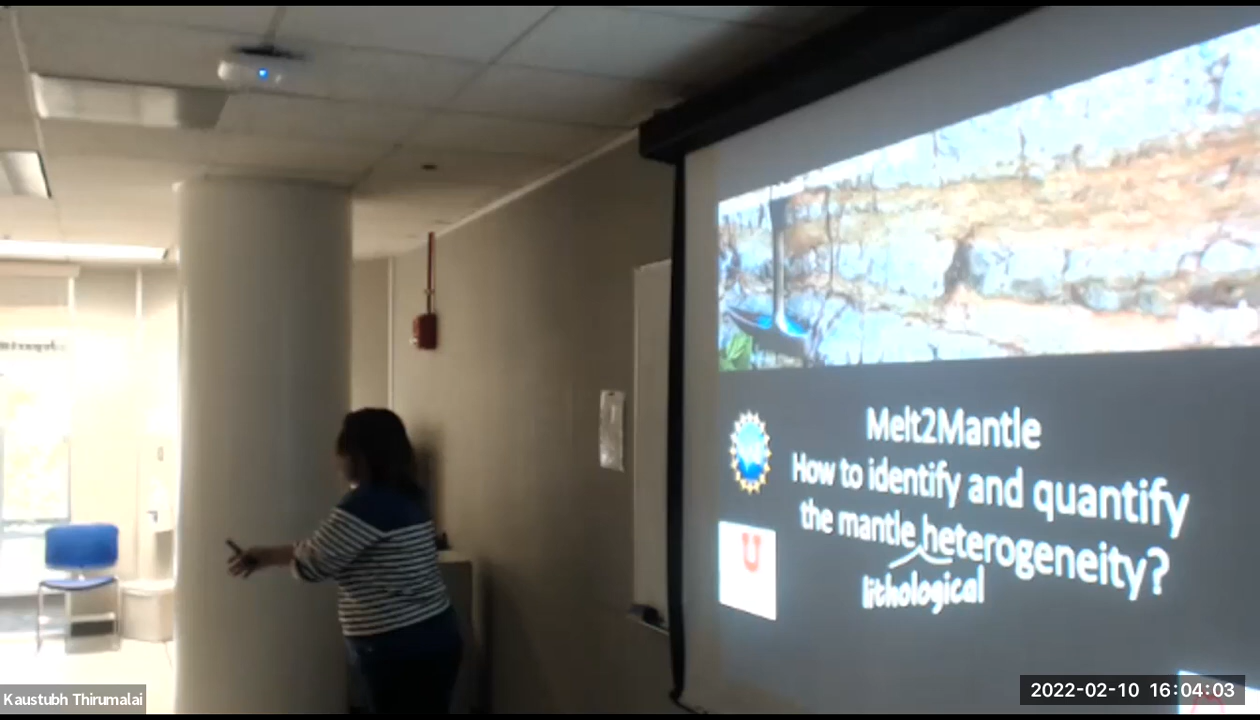 Melt2Mantle
How to identify and quantify
the mantle heterogeneity?
lithological
U
Kaustubh Thirumalai
2022-02-10 16:04:03